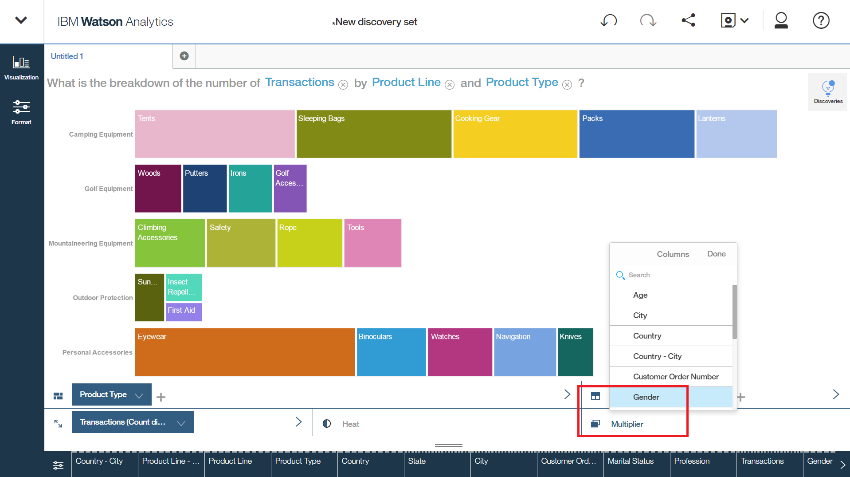 IBM Watson Analytics
*New discovery set
?
Visualization
Format
Untitled 1
What is the breakdown of the number of Transactions by Product Line and Product Type ?
Discoveries
Camping Equipment
Tents
Sleeping Bags
Cooking Gear
Packs
Lanterns
Golf Equipment
Woods
Putters
Irons
Golf
Acces...
Mountaineering Equipment
Climbing
Accessories
Safety
Rope
Tools
Outdoor Protection
Sun...
Insect
Repell...
First Aid
Personal Accessories
Eyewear
Binoculars
Watches
Navigation
Knives
Columns
Done
Search
Age
City
Country
Country - City
Customer Order Number
Gender
Product Type
Transactions (Count di...
Heat
Multiplier
Country - City
Product Line - ...
Product Line
Product Type
Country
State
City
Customer Ord...
Marital Status
Profession
Transactions
Gender